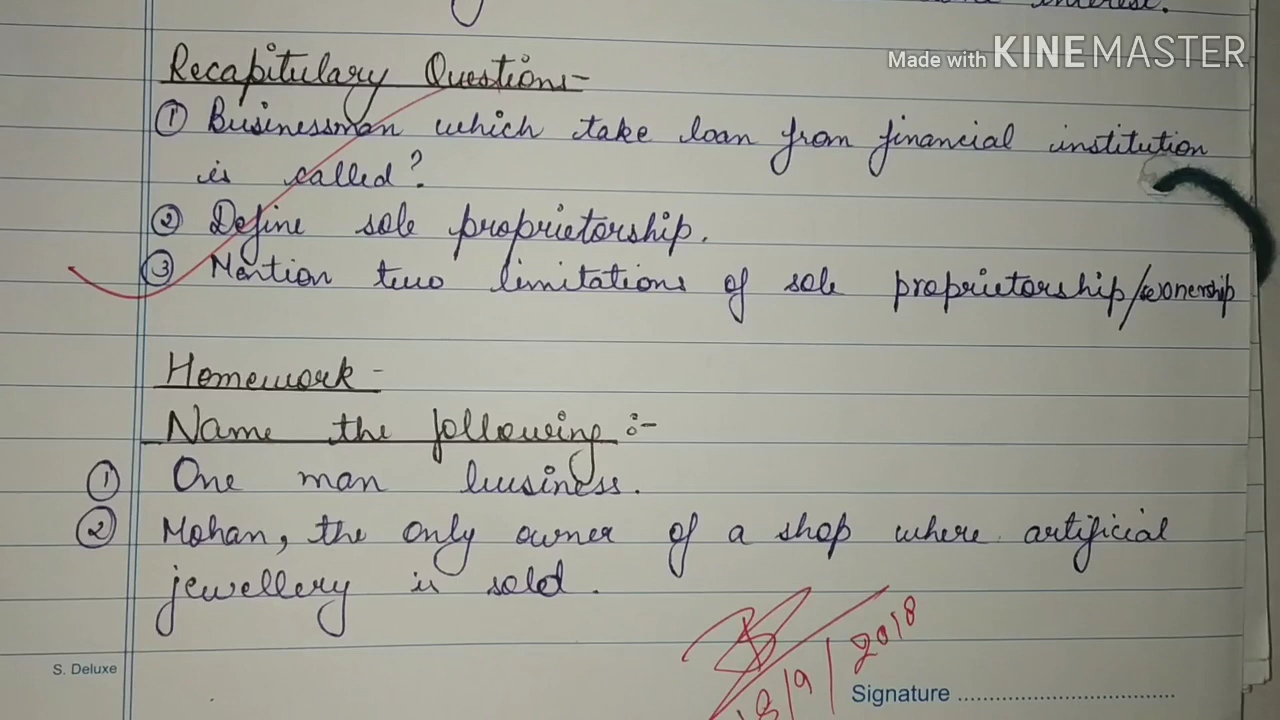 interest.
Made with KINEMASTER
Recapitulary Questions-
① Businessman which take loan from financial institution
is called?
② Define sole proprietorship.
③ Mention two limitations of sole proprietorship/ownership
Homework-
Name the following :-
① One man business.
② Mohan, the only owner of a shop where artificial
jewellery is sold.
S. Deluxe
/9/2018
Signature